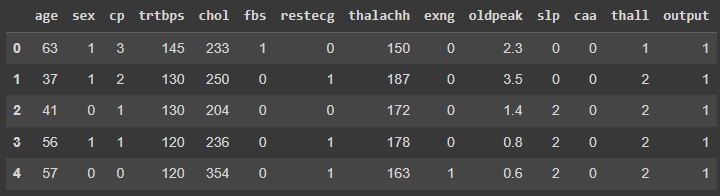 age sex cp trtbps chol fbs restecg thalachh exng oldpeak slp caa thall output
0 63 1 3 145 233 1 0 150 0 2.3 0 0 1 1
1 37 1 2 130 250 0 1 187 0 3.5 0 0 2 1
2 41 0 1 130 204 0 0 172 0 1.4 2 0 2 1
3 56 1 1 120 236 0 1 178 0 0.8 2 0 2 1
4 57 0 0 120 354 0 1 163 1 0.6 2 0 2 1